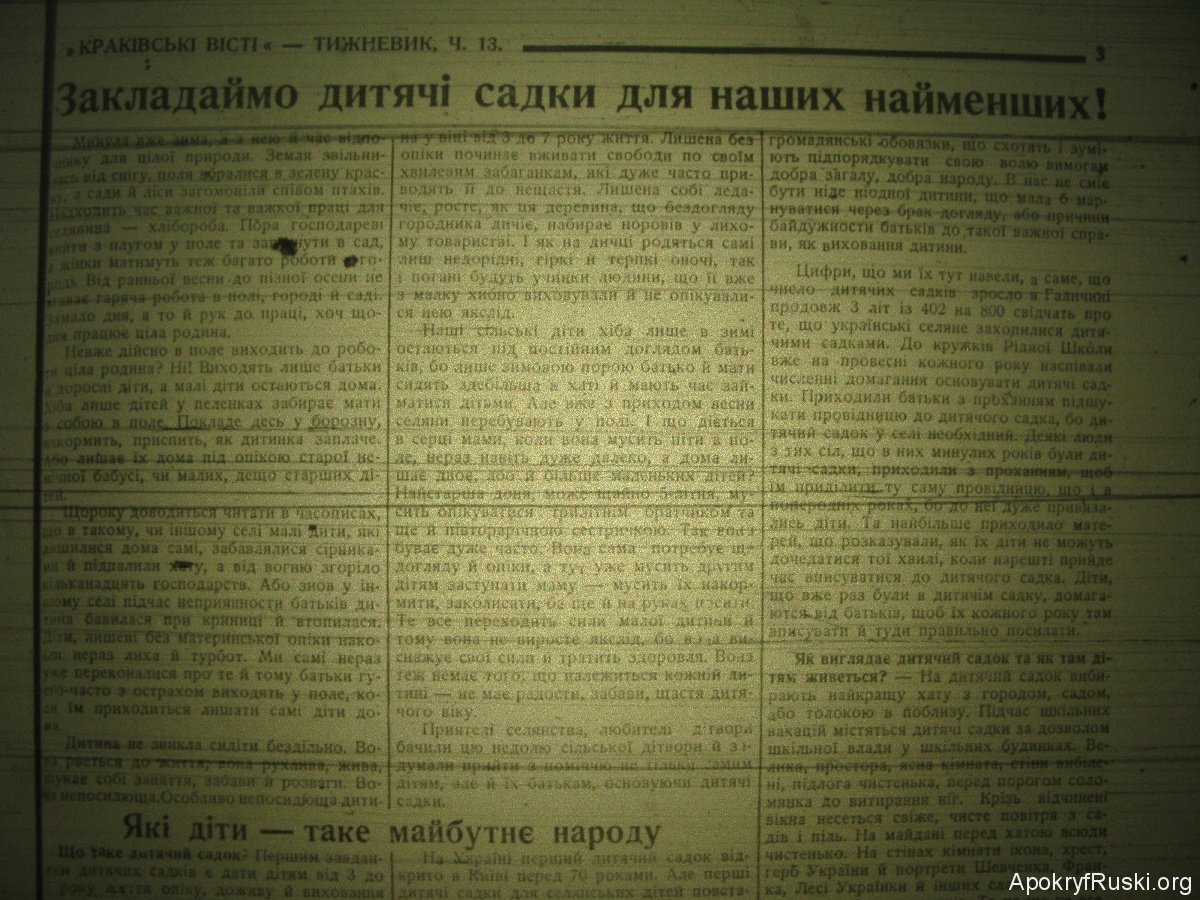 „КРАКІВСЬКІ ВІСТІ“ — ТИЖНЕВИК, Ч. 13.
3
Закладаймо дитячі садки для наших найменших!
Минула вже зима, а з нею й час відпо-
чинку для цілої природи. Земля звільни-
лась від снігу, поля вбралися в зелену крас-
ку, а сади й ліси загомоніли співом птахів.
Надходить час важної та важкої праці для
селянина — хлібороба. Пора господареві
вийти з плугом у поле та заглянути в сад,
а жінки матимуть теж багато роботи в го-
роді. Від ранньої весни до пізної осени не
гаряча робота в полі, городі й саді.
Замало дня, а то й рук до праці, хоч що-
дня працює ціла родина.
Невже дійсно в поле виходить до робо-
ти ціла родина? Ні! Виходять лише батьки
й дорослі діти, а малі діти остаються дома.
Хіба лише дітей у пеленках забирає мати
з собою в поле. Покладе десь у борозну,
накормить, приспить, як дитинка заплаче.
Або лишає їх дома під опікою старої не-
мічної бабусі, чи малих, дещо старших ді-
тей.
Щороку доводиться читати в часописах,
що в такому, чи іншому селі малі діти, які
лишилися дома самі, забавлялися сірника-
ми й підпалили хату, а від вогню згоріло
кільканадцять господарств. Або знов у ін-
шому селі підчас неприявности батьків ди-
тина бавилася при криниці й втопилася.
Діти, лишені без материнської опіки нако-
їли нераз лиха й турбот. Ми самі нераз
уже переконалися про те й тому батьки гу-
сто-часто з острахом виходять у поле, ко-
ли їм приходиться лишати самі діти до-
ма.
Дитина не звикла сидіти бездільно. Во-
на рветься до життя; вона рухлива, жива,
шукає собі заняття, забави й розваги. Во-
на непосидюща. Особливо непосидюща дити-
на у віці від 3 до 7 року життя. Лишена без
опіки починає вживати свободи по своїм
хвилевим забаганкам, які дуже часто при-
водять її до нещастя. Лишена собі леда-
чіє, росте, як ця деревина, що бездогляду
городника дичіє, набирає норовів у лихо-
му товаристві. І як на дичці родяться самі
лиш недорідні, гіркі й терпкі овочі, так
і погані будуть учинки людини, що її вже
з малку хибно виховували й не опікували-
ся нею якслід.
Наші сільські діти хіба лише в зимі
остаються під постійним доглядом бать-
ків, бо лише зимовою порою батько й мати
сидять здебільша в хаті й мають час зай-
матися дітьми. Але вже з приходом весни
селяни перебувають у полі. І що діється
в серці мами, коли вона мусить піти в по-
ле, нераз навіть дуже далеко, а дома ли-
шає двоє, або й більше маленьких дітей?
Найстарша доня, може щайно 5-літня, му-
сить опікуватися трилітнім братчиком та
ще й півторарічною сестричкою. Так воно
буває дуже часто. Вона сама потребує ще
догляду й опіки, а тут уже мусить другим
дітям заступати маму — мусить їх накор-
мити, заколисати, ба ще й на руках носити.
Те все переходить сили малої дитини й
тому вона не виросте якслід, бо вона ви-
снажує свої сили й тратить здоровля. Вона
теж немає того, що належиться кожній ди-
тині — не має радости, забави, щастя дитя-
чого віку.
Приятелі селянства, любителі дітвори
бачили цю недолю сільської дітвори й за-
думали прийти з поміччю не тільки самим
дітям, але й їх батькам, основуючи дитячі
садки.
громадянські обовязки, що схотять і зумі-
ють підпорядкувати свою волю вимогам
добра загалу, добра народу. В нас не сміє
бути ніде ніодної дитини, що мала б мар-
нуватися через брак догляду, або причини
байдужности батьків до такої важної спра-
ви, як виховання дитини.
Цифри, що ми їх тут навели, а саме, що
число дитячих садків зросло в Галичині
продовж 3 літ із 402 на 800 свідчать про
те, що українські селяне захопилися дитя-
чими садками. До кружків Рідної Школи
вже на провесні кожного року наспівали
численні домагання основувати дитячі сад-
ки. Приходили батьки з проханням підшу-
кати провідницю до дитячого садка, бо ди-
тячий садок у селі необхідний. Деякі люди
з тих сіл, що в них минулих років були ди-
тячі садки, приходили з проханням, щоб
їм приділити ту саму провідницю, що і в
попередніх роках, бо до неї дуже привяза-
лись діти. Та найбільше приходило мате-
рей, що розказували, як їх діти не можуть
дочедатися тої хвилі, коли нарешті прийде
час вписуватися до дитячого садка. Діти,
що вже раз були в дитячім садку, домага-
ються від батьків, щоб їх кожного року там
вписувати й туди правильно посилати.
Як виглядає дитячий садок та як там ді-
тям живеться? — На дитячий садок виби-
рають найкращу хату з городом, садом,
або толокою в поблизу. Підчас шкільних
вакацій містяться дитячі садки за дозволом
шкільної влади у шкільних будинках. Ве-
лика, простора, ясна кімната, стіни вибіле-
ні, підлога чистенька, перед порогом соло-
мянка до витирання ніг. Крізь відчинені
вікна несеться свіже, чисте повітря з са-
дів і піль. На майдані перед хатою всюди
чистенько. На стінах кімнати ікона, хрест,
герб України й портрети Шевченка, Фран-
ка, Лесі Українки й інших
Які діти — таке майбутнє народу
Що таке дитячий садок? Першим завдан-
ням дитячих садків є дати дітям від 3 до
7 року життя опіку, доживу й виховання
На Україні перший дитячий садок від-
крито в Київі перед 70 роками. Але перші
дитячі садки для селянських дітей повста-
ApokryfRuski.org